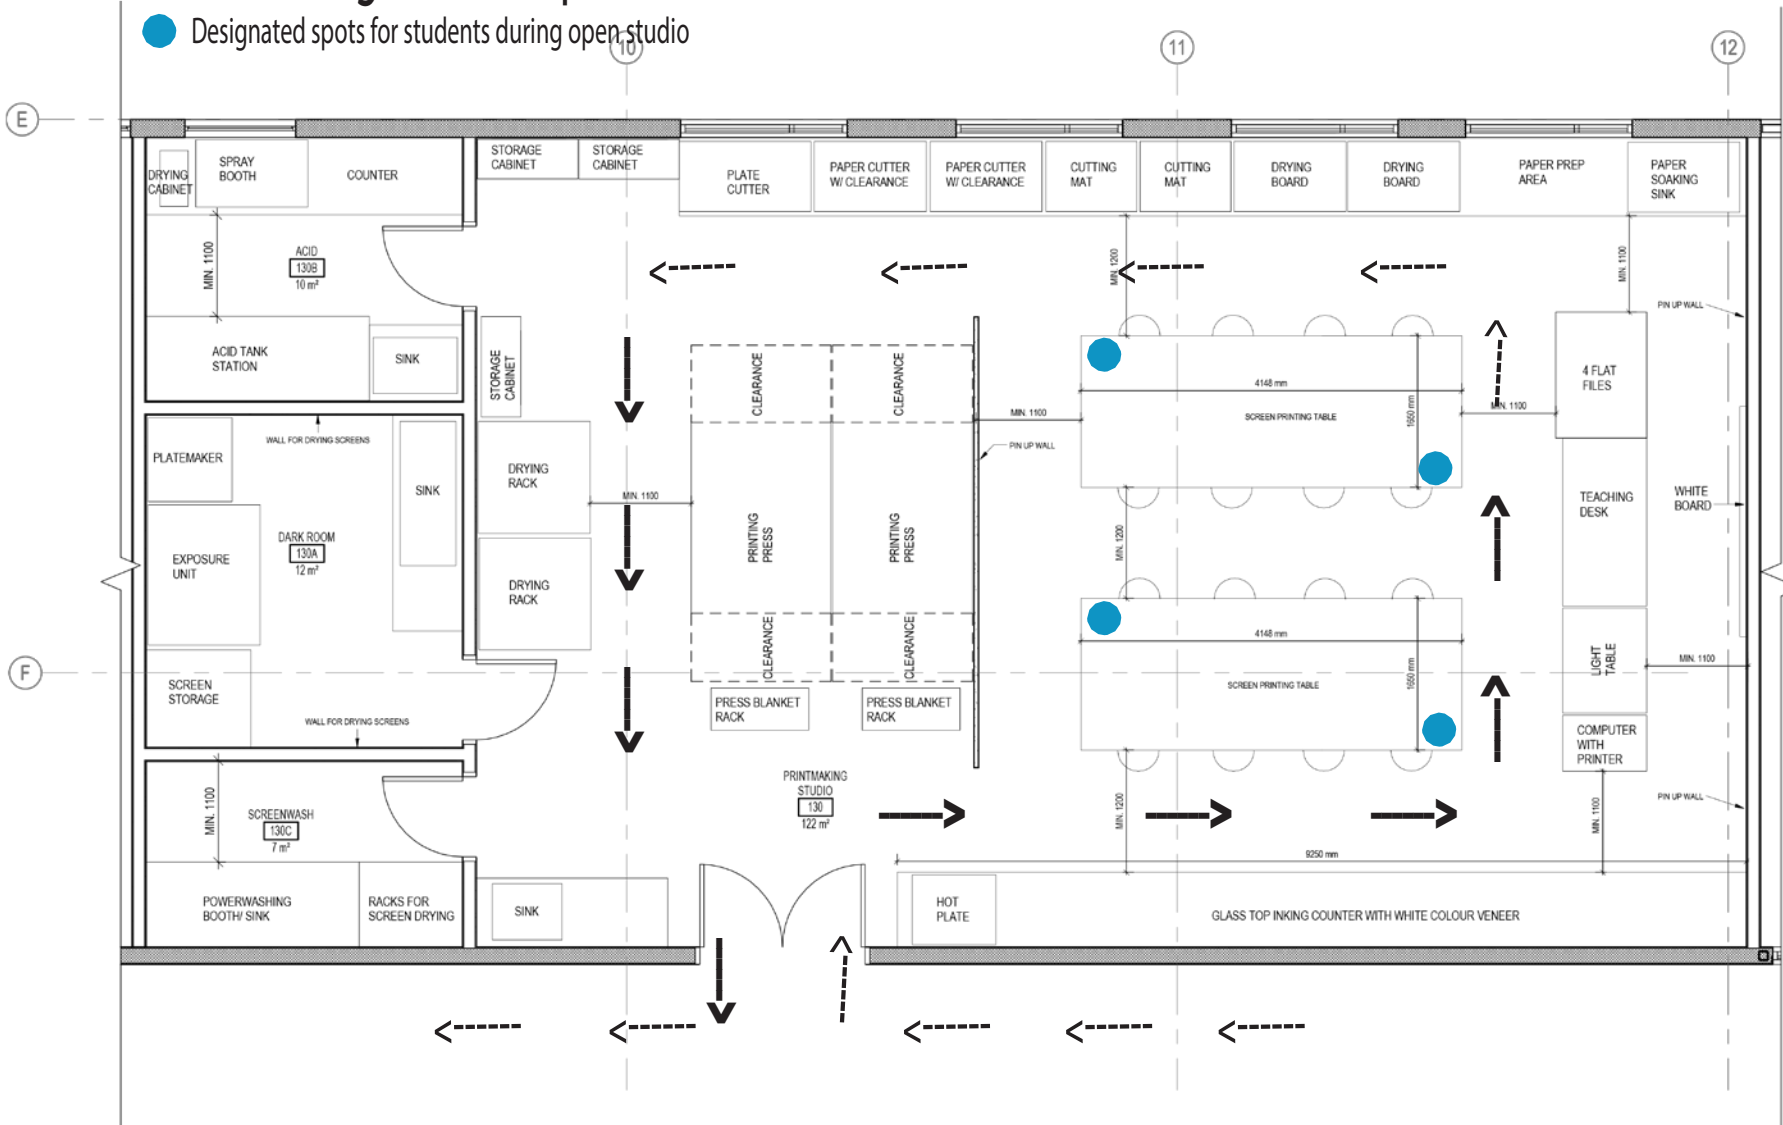 Designated spots for students during open studio
10
11
12
E
F
DRYING
CABINET
SPRAY
BOOTH
COUNTER
STORAGE
CABINET
STORAGE
CABINET
PLATE
CUTTER
PAPER CUTTER
W/ CLEARANCE
PAPER CUTTER
W/ CLEARANCE
CUTTING
MAT
CUTTING
MAT
DRYING
BOARD
DRYING
BOARD
PAPER PREP
AREA
PAPER
SOAKING
SINK
MIN. 1100
ACID
130B
10 m²
MIN. 1200
MIN. 1100
PIN UP WALL
ACID TANK
STATION
SINK
STORAGE
CABINET
CLEARANCE
CLEARANCE
4148 mm
SCREEN PRINTING TABLE
1650 mm
MIN. 1100
MIN. 1100
4 FLAT
FILES
PIN UP WALL
WALL FOR DRYING SCREENS
PLATEMAKER
SINK
DRYING
RACK
MIN. 1100
PRINTING
PRESS
PRINTING
PRESS
TEACHING
DESK
WHITE
BOARD
DARK ROOM
130A
12 m²
EXPOSURE
UNIT
DRYING
RACK
MIN. 1200
CLEARANCE
CLEARANCE
4148 mm
SCREEN PRINTING TABLE
1650 mm
LIGHT
TABLE
MIN. 1100
SCREEN
STORAGE
WALL FOR DRYING SCREENS
PRESS BLANKET
RACK
PRESS BLANKET
RACK
COMPUTER
WITH
PRINTER
MIN. 1100
SCREENWASH
130C
7 m²
PRINTMAKING
STUDIO
130
122 m²
MIN. 1200
MIN. 1100
PIN UP WALL
9250 mm
POWERWASHING
BOOTH/ SINK
RACKS FOR
SCREEN DRYING
SINK
HOT
PLATE
GLASS TOP INKING COUNTER WITH WHITE COLOUR VENEER